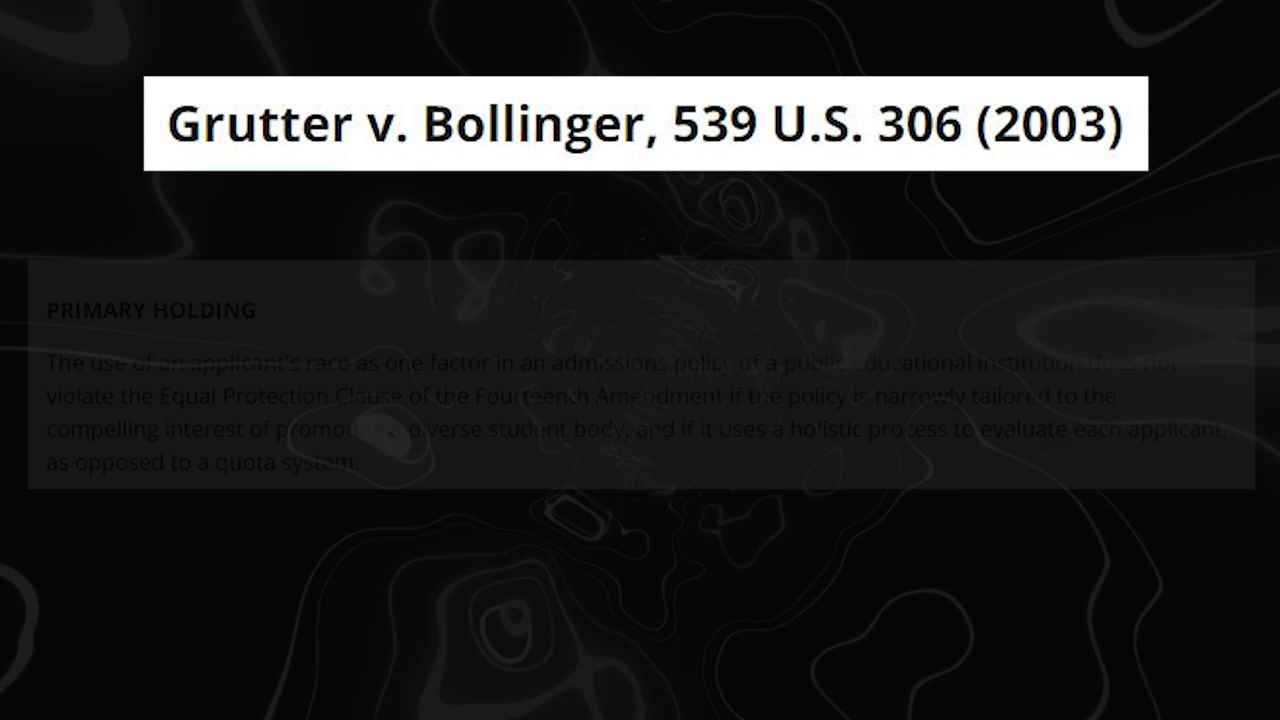 Grutter v. Bollinger, 539 U.S. 306 (2003)
PRIMARY HOLDING
The use of an applicant's race as one factor in an admissions policy of a public educational institution does not
violate the Equal Protection Clause of the Fourteenth Amendment if the policy is narrowly tailored to the
compelling interest of promoting a diverse student body, and if it uses a holistic process to evaluate each applicant,
as opposed to a quota system.